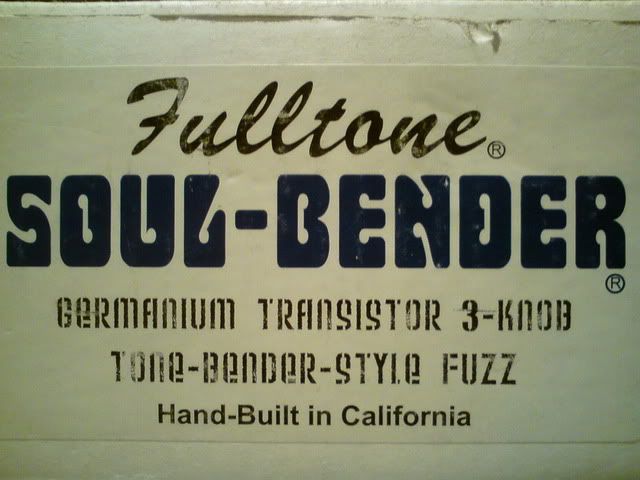 Fulltone®
SOUL-BENDER®
GERMANIUM TRANSISTOR 3-KNOB
TONE-BENDER-STYLE FUZZ
Hand-Built in California